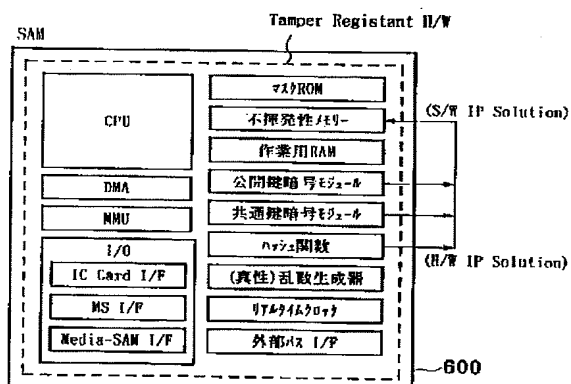 Tamper Registant H/W
SAM
CPU
DMA
MMU
I/O
IC Card I/F
MS I/F
Media-SAM I/F
マスクROM
不揮発性メモリー
作業用RAM
公開鍵暗号モジュール
共通鍵暗号モジュール
ハッシュ関数
(真性)乱数生成器
リアルタイムクロック
外部バス I/F
(S/W IP Solution)
(H/W IP Solution)
600